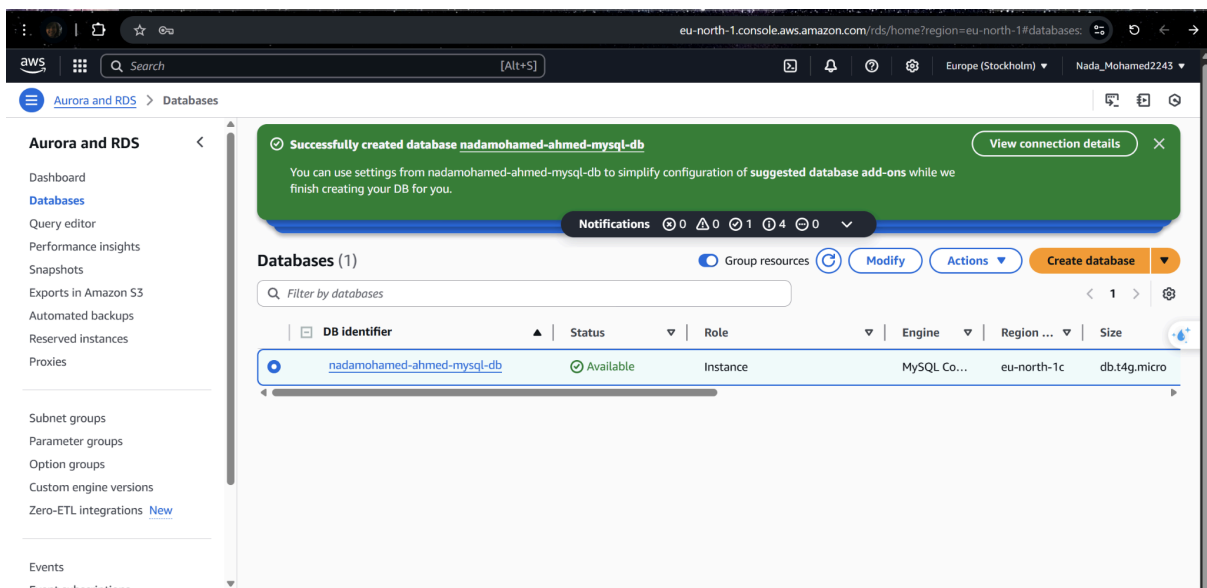 eu-north-1.console.aws.amazon.com/rds/home?region=eu-north-1#databases:
aws Search [Alt+S] Europe (Stockholm) Nada_Mohamed2243
Aurora and RDS > Databases
Aurora and RDS
Dashboard
Databases
Query editor
Performance insights
Snapshots
Exports in Amazon S3
Automated backups
Reserved instances
Proxies
Subnet groups
Parameter groups
Option groups
Custom engine versions
Zero-ETL integrations New
Events
Successfully created database nadamohamed-ahmed-mysql-db View connection details
You can use settings from nadamohamed-ahmed-mysql-db to simplify configuration of suggested database add-ons while we
finish creating your DB for you.
Notifications 0 0 1 4 0
Databases (1) Group resources Modify Actions Create database
Filter by databases 1
DB identifier Status Role Engine Region ... Size
nadamohamed-ahmed-mysql-db Available Instance MySQL Co... eu-north-1c db.t4g.micro